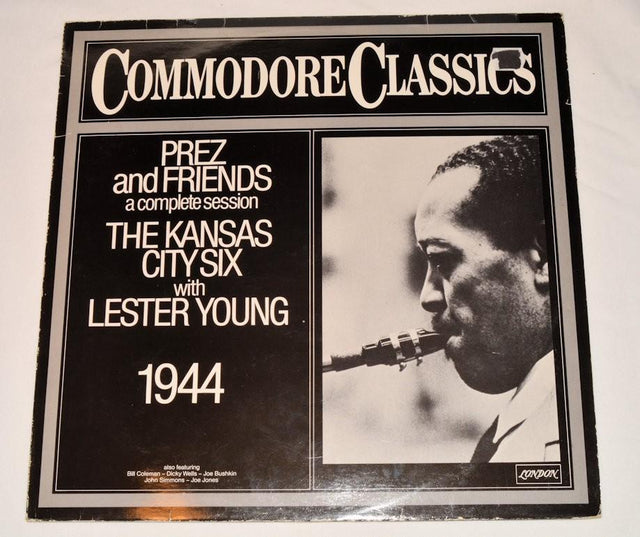 COMMODORE CLASSICS
PREZ
and FRIENDS
a complete session
THE KANSAS
CITY SIX
with
LESTER YOUNG
1944
also featuring
Bill Coleman – Dicky Wells – Joe Bushkin
John Simmons – Joe Jones
LONDON